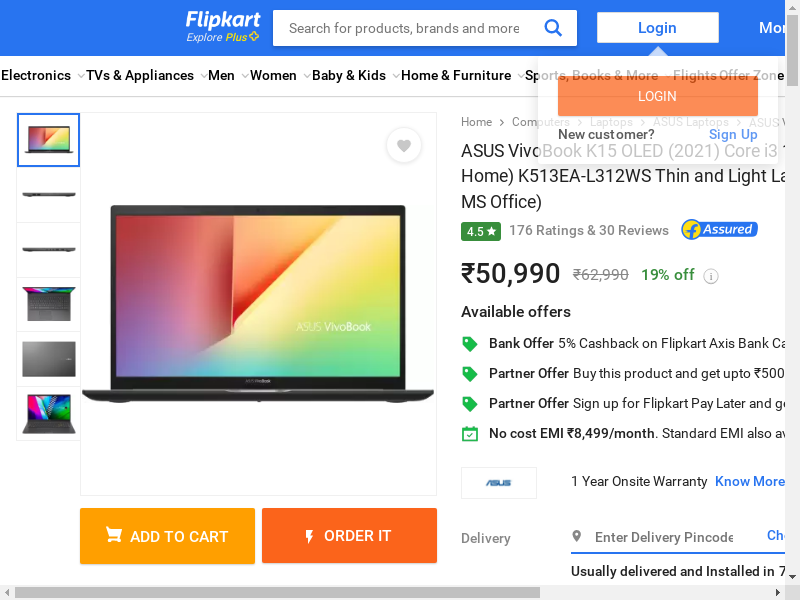 Flipkart
Explore Plus
Search for products, brands and more
Login
Mor
Electronics
TVs & Appliances
Men
Women
Baby & Kids
Home & Furniture
Sports, Books & More
Flights
Offer Zone
LOGIN
New customer?
Sign Up
Home
Computers
Laptops
ASUS Laptops
ASUS V
ASUS VivoBook K15 OLED (2021) Core i3 1
Home) K513EA-L312WS Thin and Light La
MS Office)
4.5
176 Ratings & 30 Reviews
Assured
₹50,990
₹62,990
19% off
i
Available offers
Bank Offer 5% Cashback on Flipkart Axis Bank Ca
Partner Offer Buy this product and get upto ₹500
Partner Offer Sign up for Flipkart Pay Later and ge
No cost EMI ₹8,499/month. Standard EMI also av
ASUS
1 Year Onsite Warranty Know More
Delivery
Enter Delivery Pincode
Che
Usually delivered and Installed in 7
ASUS VivoBook
ADD TO CART
ORDER IT